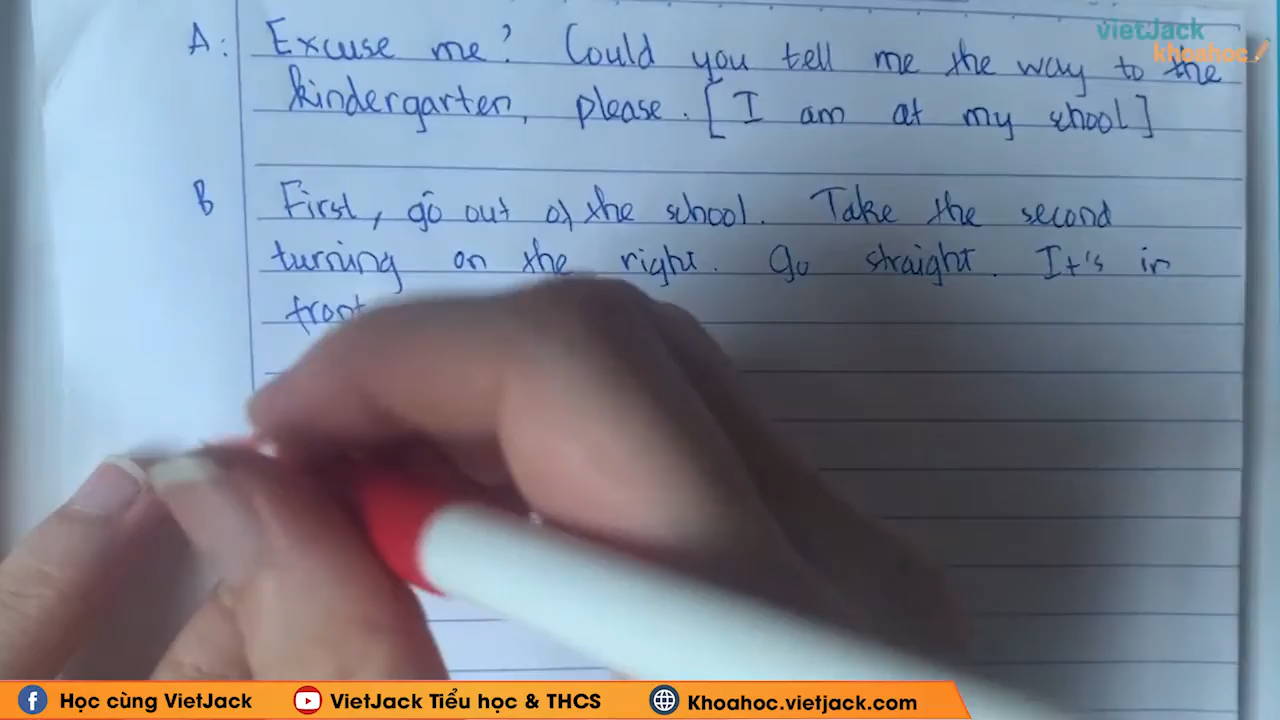 vietJack
khoahoc
A: Excuse me? Could you tell me the way to the
kindergarten, please. [I am at my school]
B First, go out of the school. Take the second
turning on the right. Go straight. It's in
front
Học cùng VietJack
VietJack Tiểu học & THCS
Khoahoc.vietjack.com